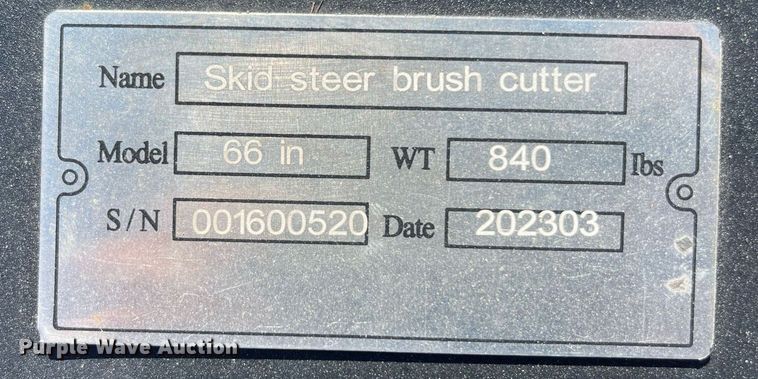 Name Skid steer brush cutter
Model 66 in WT 840 lbs
S/N 001600520 Date 202303
Purple Wave Auction